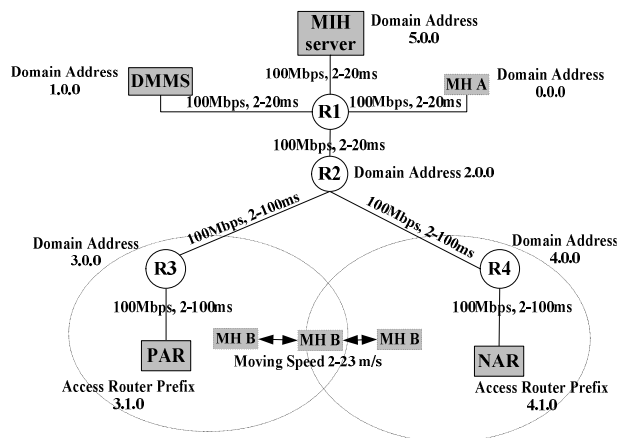 MIH
server
Domain Address
5.0.0
Domain Address
1.0.0
DMMS
100Mbps, 2-20ms
MH A
Domain Address
0.0.0
100Mbps, 2-20ms
R1
100Mbps, 2-20ms
100Mbps, 2-20ms
R2
Domain Address 2.0.0
100Mbps, 2-100ms
100Mbps, 2-100ms
Domain Address
3.0.0
R3
Domain Address
4.0.0
R4
100Mbps, 2-100ms
100Mbps, 2-100ms
MH B
MH B
MH B
Moving Speed 2-23 m/s
PAR
NAR
Access Router Prefix
3.1.0
Access Router Prefix
4.1.0